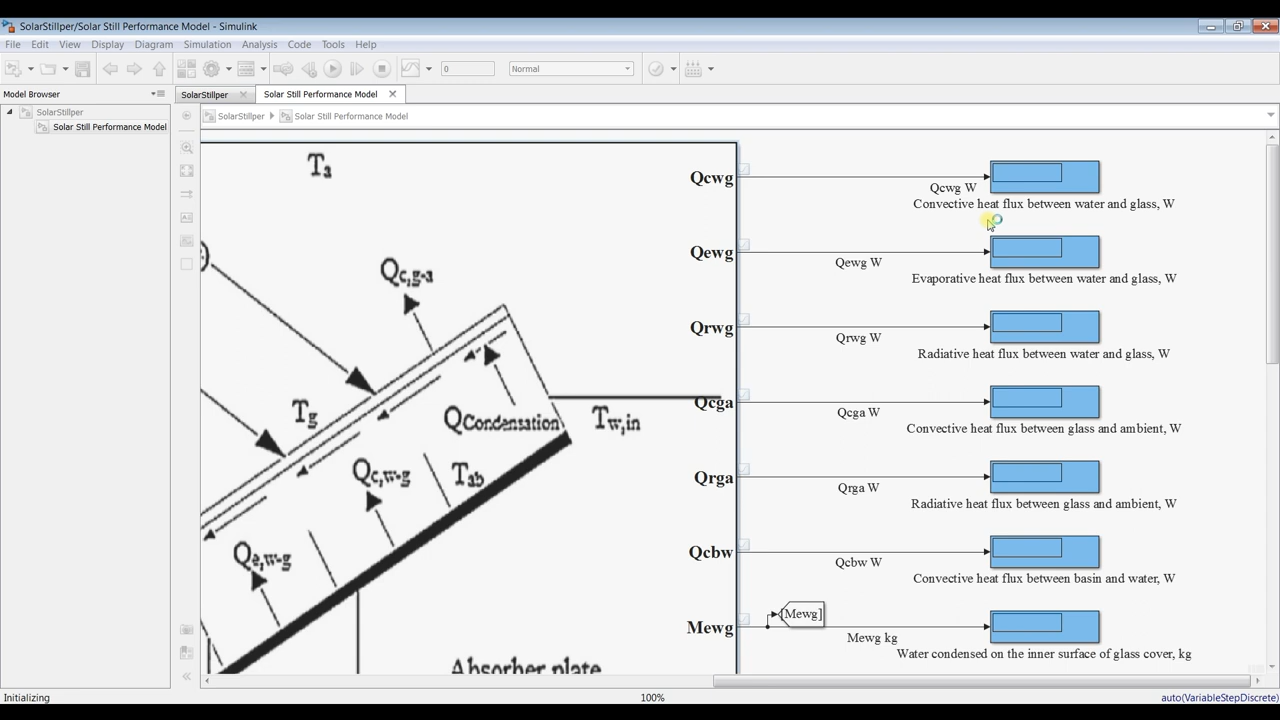 SolarStillper/Solar Still Performance Model - Simulink
File Edit View Display Diagram Simulation Analysis Code Tools Help
0
Normal
Model Browser
SolarStillper
Solar Still Performance Model
SolarStillper
Solar Still Performance Model
SolarStillper
Solar Still Performance Model
Ta
Qcwg
Qcwg W
Convective heat flux between water and glass, W
Qewg
Qewg W
Evaporative heat flux between water and glass, W
Qc,g-a
Qrwg
Qrwg W
Radiative heat flux between water and glass, W
Qcga
Qcga W
Convective heat flux between glass and ambient, W
Tg
QCondensation
Tw,in
Qrga
Qrga W
Radiative heat flux between glass and ambient, W
Qc,w-g
Tab
Qcbw
Qcbw W
Convective heat flux between basin and water, W
Qe,w-g
Mewg
[Mewg]
Mewg kg
Water condensed on the inner surface of glass cover, kg
Absorber plate
Initializing
100%
auto(VariableStepDiscrete)